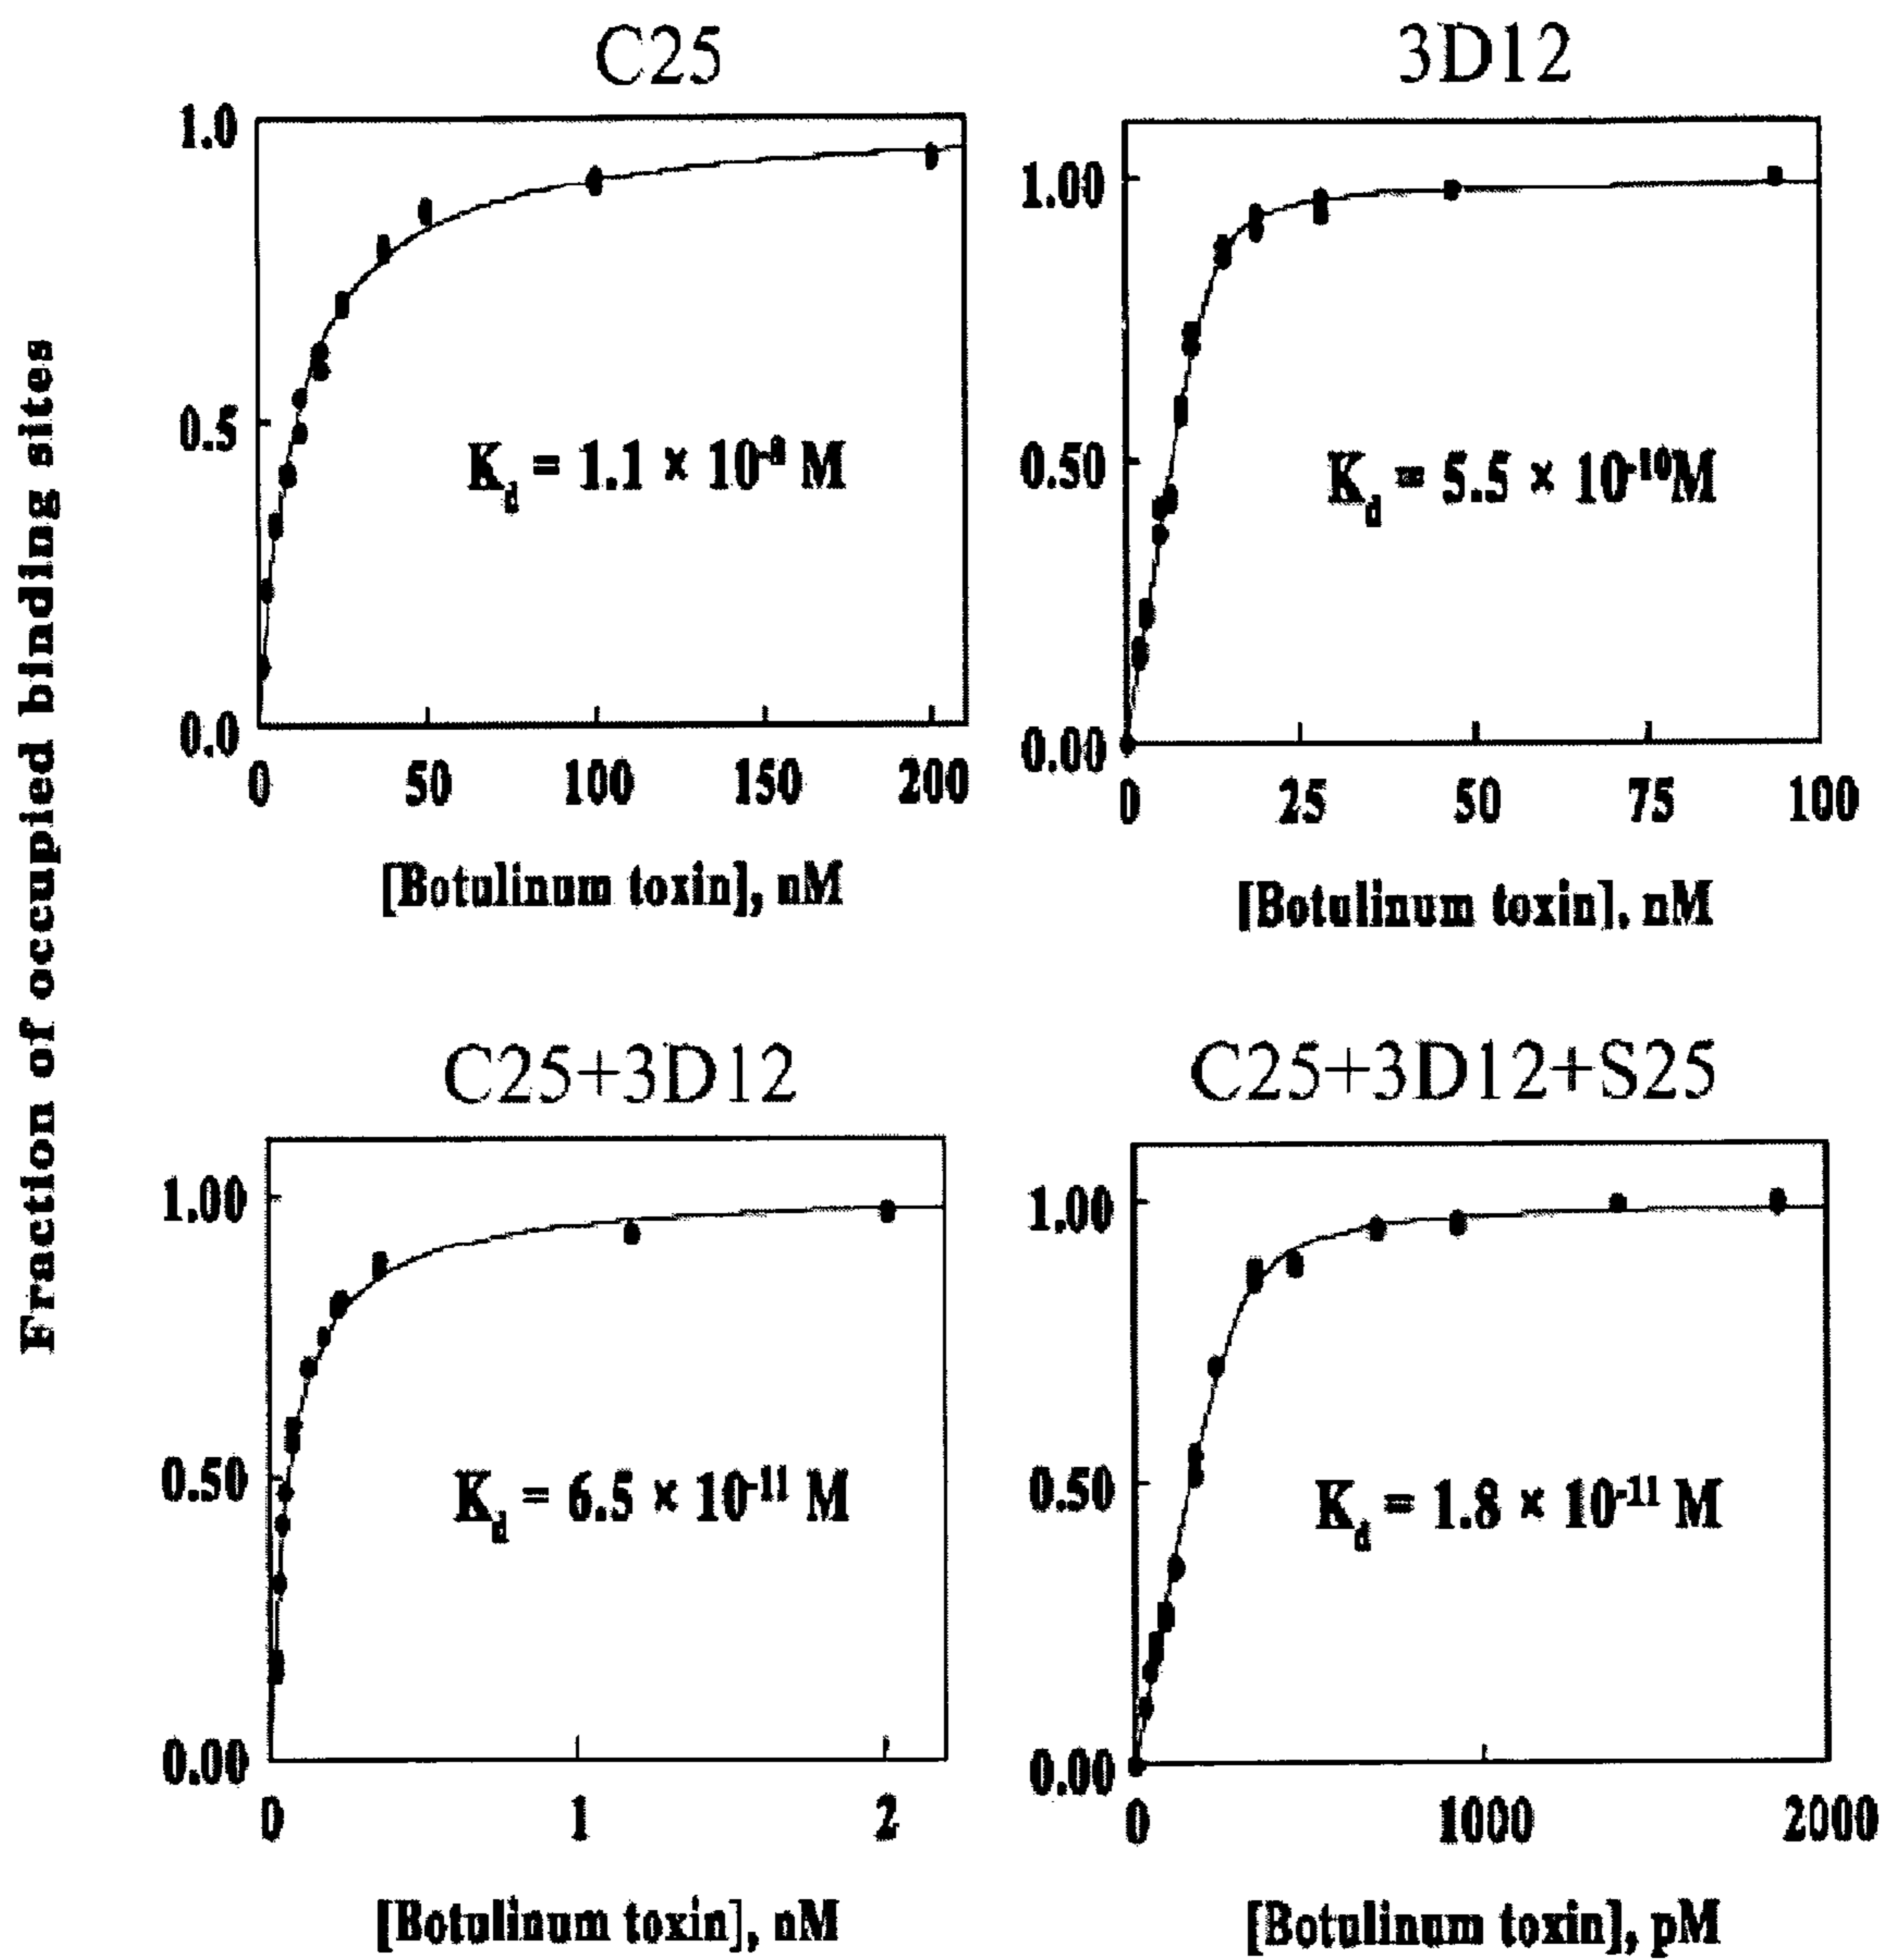 Fraction of occupied binding sites
C25
1.0
0.5
0.0
K_d = 1.1 × 10⁻⁸ M
0 50 100 150 200
[Botulinum toxin], nM
3D12
1.00
0.50
0.00
K_d = 5.5 × 10⁻¹⁰M
0 25 50 75 100
[Botulinum toxin], nM
C25+3D12
1.00
0.50
0.00
K_d = 6.5 × 10⁻¹¹ M
0 1 2
[Botulinum toxin], nM
C25+3D12+S25
1.00
0.50
0.00
K_d = 1.8 × 10⁻¹¹ M
0 1000 2000
[Botulinum toxin], pM